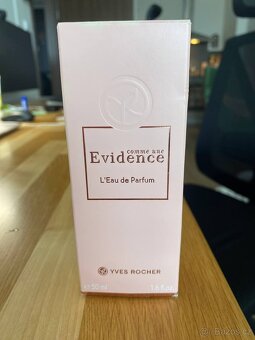 comme une
Evidence
L'Eau de Parfum
YVES ROCHER
e 50 ml 1.6 fl.oz.